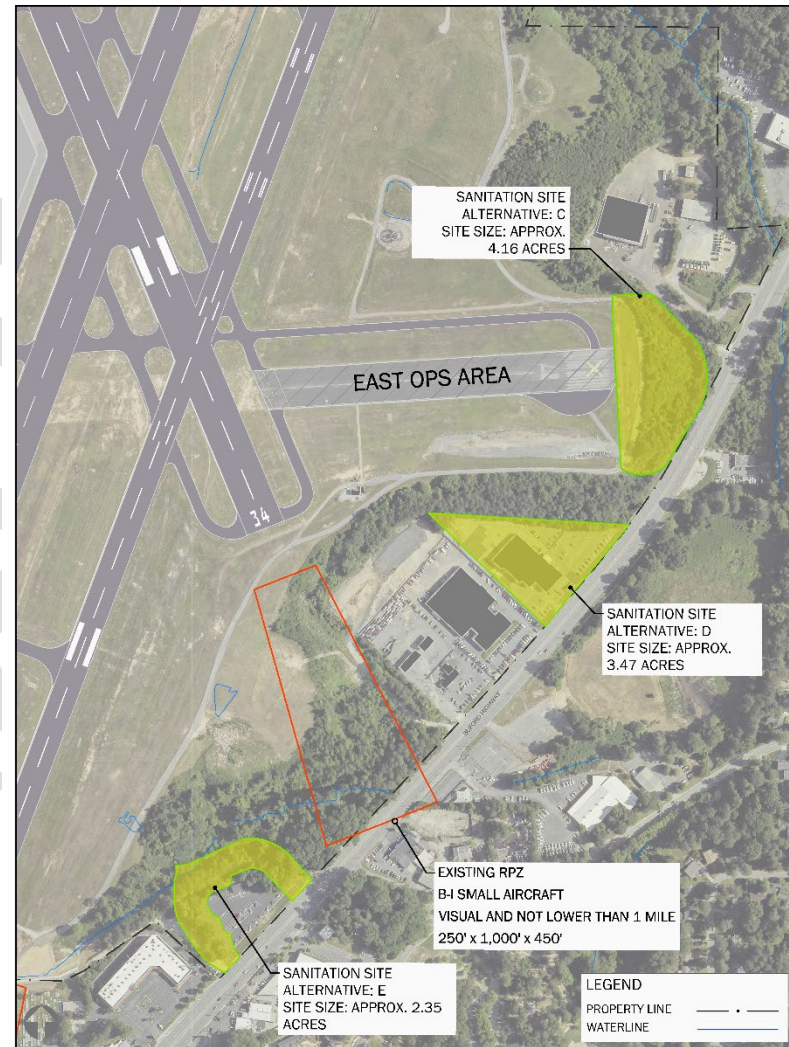 SANITATION SITE
ALTERNATIVE: C
SITE SIZE: APPROX.
4.16 ACRES
EAST OPS AREA
34
SANITATION SITE
ALTERNATIVE: D
SITE SIZE: APPROX.
3.47 ACRES
BUFORD HIGHWAY
EXISTING RPZ
B-I SMALL AIRCRAFT
VISUAL AND NOT LOWER THAN 1 MILE
250' x 1,000' x 450'
SANITATION SITE
ALTERNATIVE: E
SITE SIZE: APPROX. 2.35
ACRES
LEGEND
PROPERTY LINE
WATERLINE